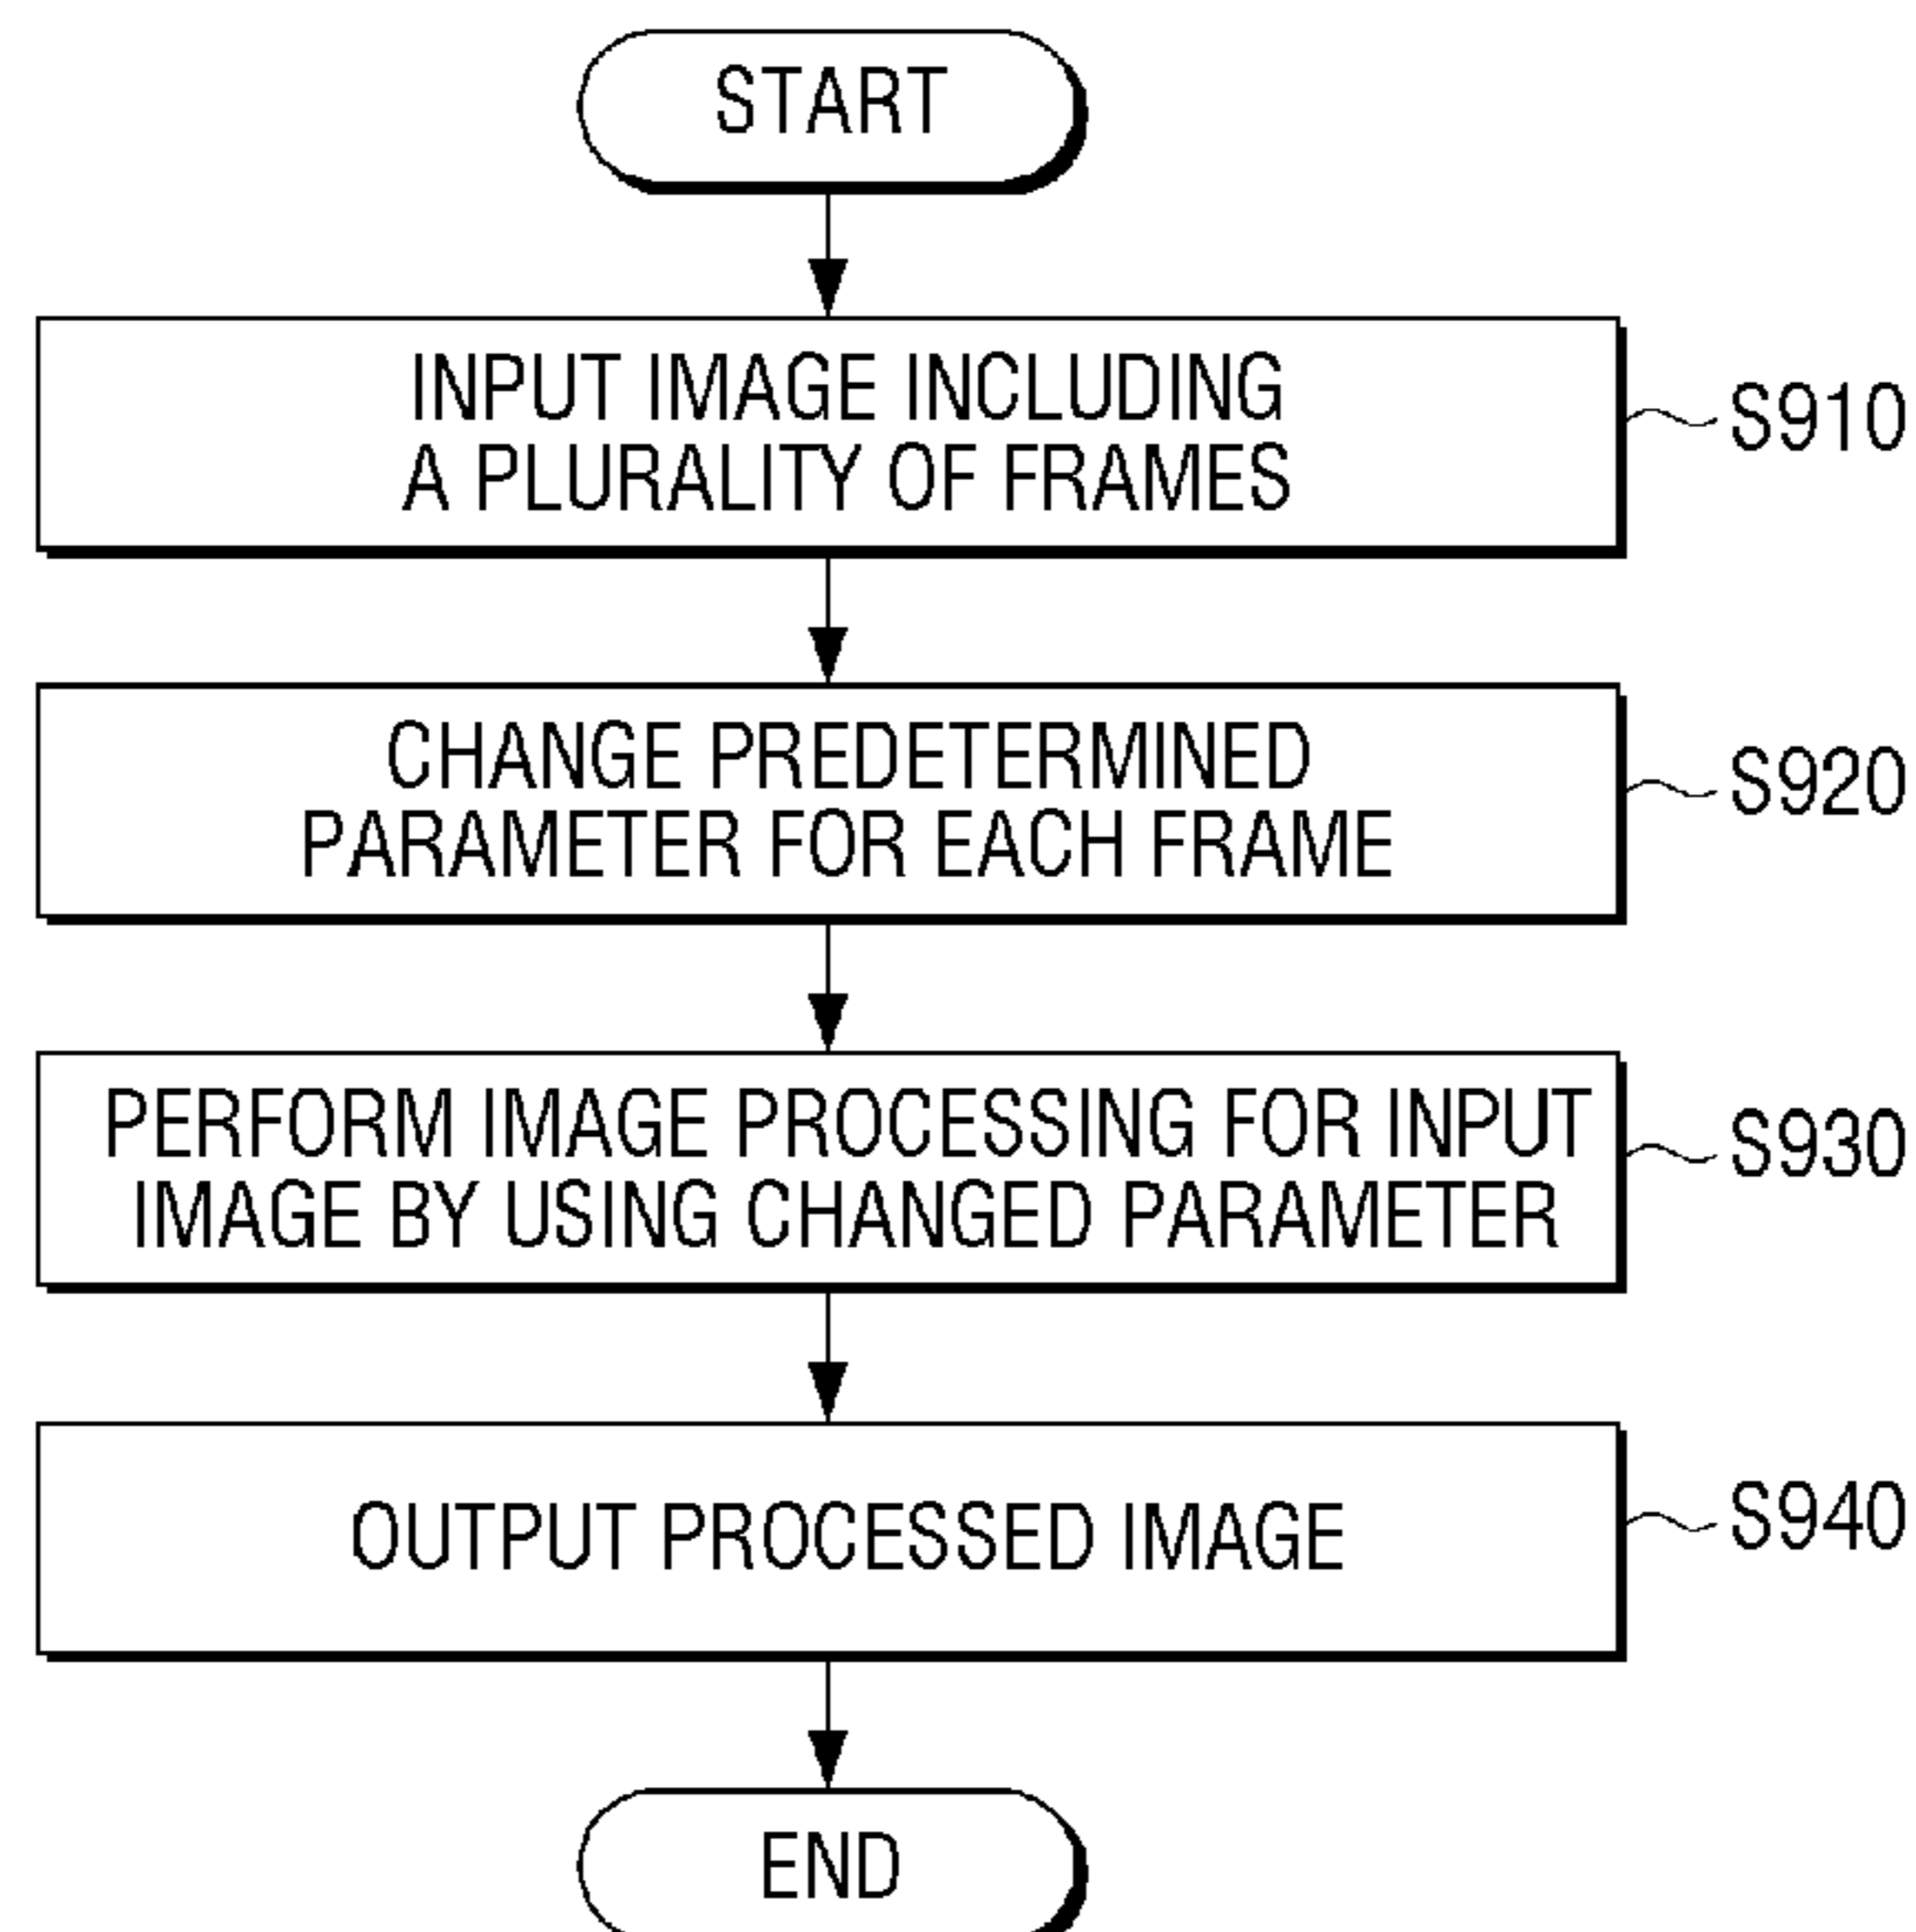 START
INPUT IMAGE INCLUDING
A PLURALITY OF FRAMES
S910
CHANGE PREDETERMINED
PARAMETER FOR EACH FRAME
S920
PERFORM IMAGE PROCESSING FOR INPUT
IMAGE BY USING CHANGED PARAMETER
S930
OUTPUT PROCESSED IMAGE
S940
END